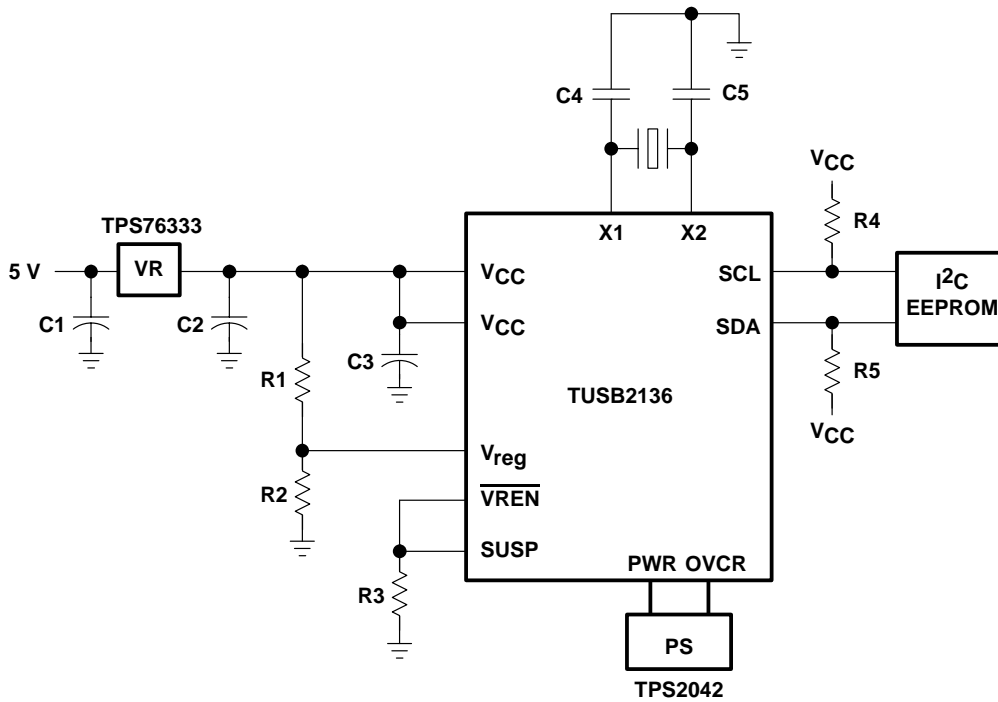 C4
C5
VCC
R4
TPS76333
5 V
VR
C1
C2
C3
R1
R2
R3
X1
X2
VCC
VCC
Vreg
VREN
SUSP
TUSB2136
SCL
SDA
I2C
EEPROM
R5
VCC
PWR OVCR
PS
TPS2042